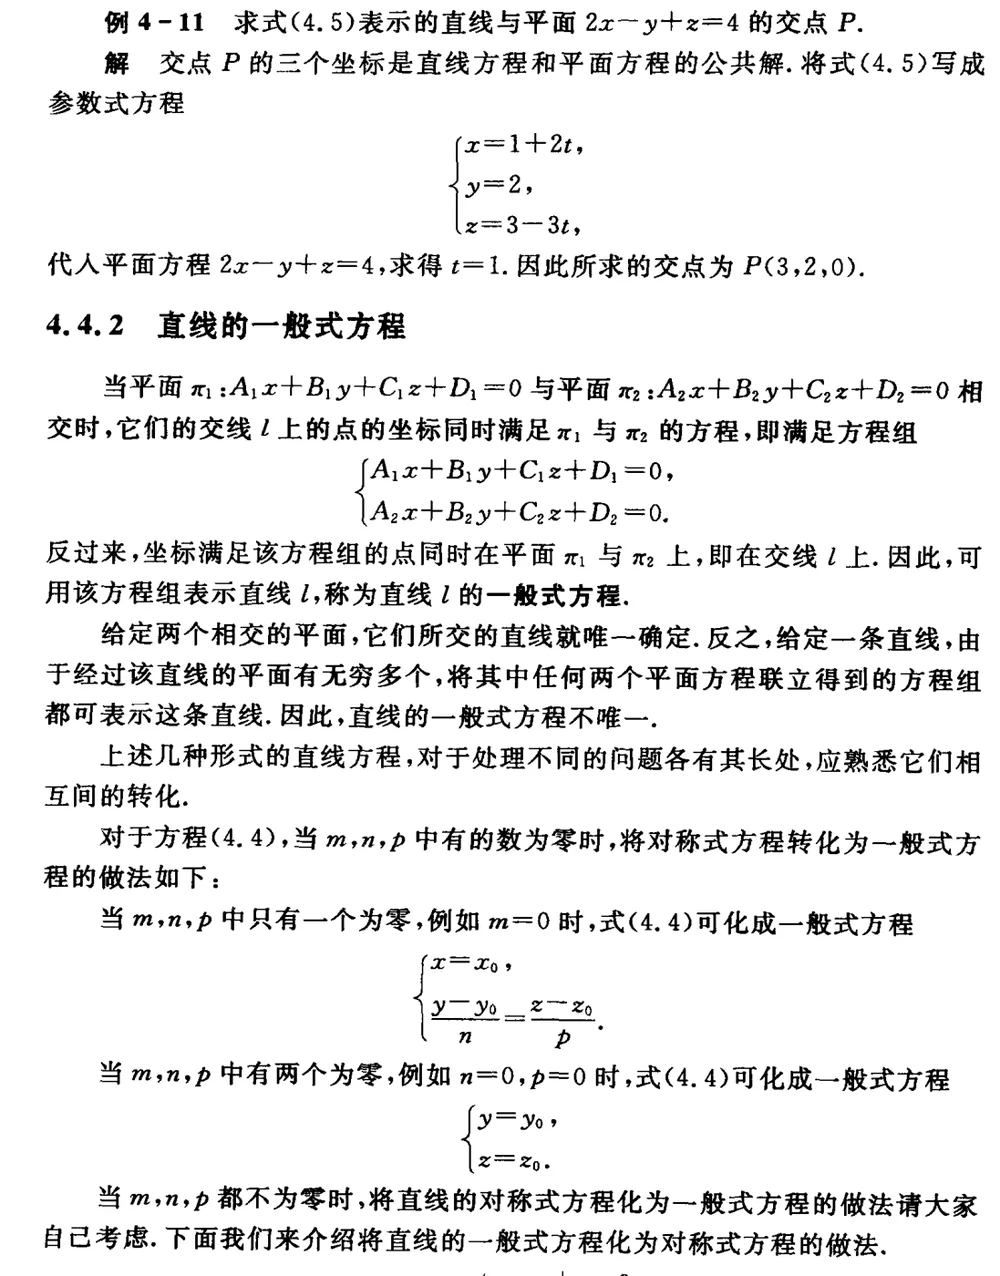 例 4-11 求式(4.5)表示的直线与平面 2x-y+z=4 的交点 P.
解 交点 P 的三个坐标是直线方程和平面方程的公共解.将式(4.5)写成
参数式方程
x=1+2t,
y=2,
z=3-3t,
代入平面方程 2x-y+z=4,求得 t=1.因此所求的交点为 P(3,2,0).
4.4.2 直线的一般式方程
当平面 π₁:A₁x+B₁y+C₁z+D₁=0 与平面 π₂:A₂x+B₂y+C₂z+D₂=0 相
交时,它们的交线 l 上的点的坐标同时满足 π₁ 与 π₂ 的方程,即满足方程组
A₁x+B₁y+C₁z+D₁=0,
A₂x+B₂y+C₂z+D₂=0.
反过来,坐标满足该方程组的点同时在平面 π₁ 与 π₂ 上,即在交线 l 上.因此,可
用该方程组表示直线 l,称为直线 l 的一般式方程.
给定两个相交的平面,它们所交的直线就唯一确定.反之,给定一条直线,由
于经过该直线的平面有无穷多个,将其中任何两个平面方程联立得到的方程组
都可表示这条直线.因此,直线的一般式方程不唯一.
上述几种形式的直线方程,对于处理不同的问题各有其长处,应熟悉它们相
互间的转化.
对于方程(4.4),当 m,n,p 中有的数为零时,将对称式方程转化为一般式方
程的做法如下:
当 m,n,p 中只有一个为零,例如 m=0 时,式(4.4)可化成一般式方程
x=x₀,
(y-y₀)/n=(z-z₀)/p.
当 m,n,p 中有两个为零,例如 n=0,p=0 时,式(4.4)可化成一般式方程
y=y₀,
z=z₀.
当 m,n,p 都不为零时,将直线的对称式方程化为一般式方程的做法请大家
自己考虑.下面我们来介绍将直线的一般式方程化为对称式方程的做法.